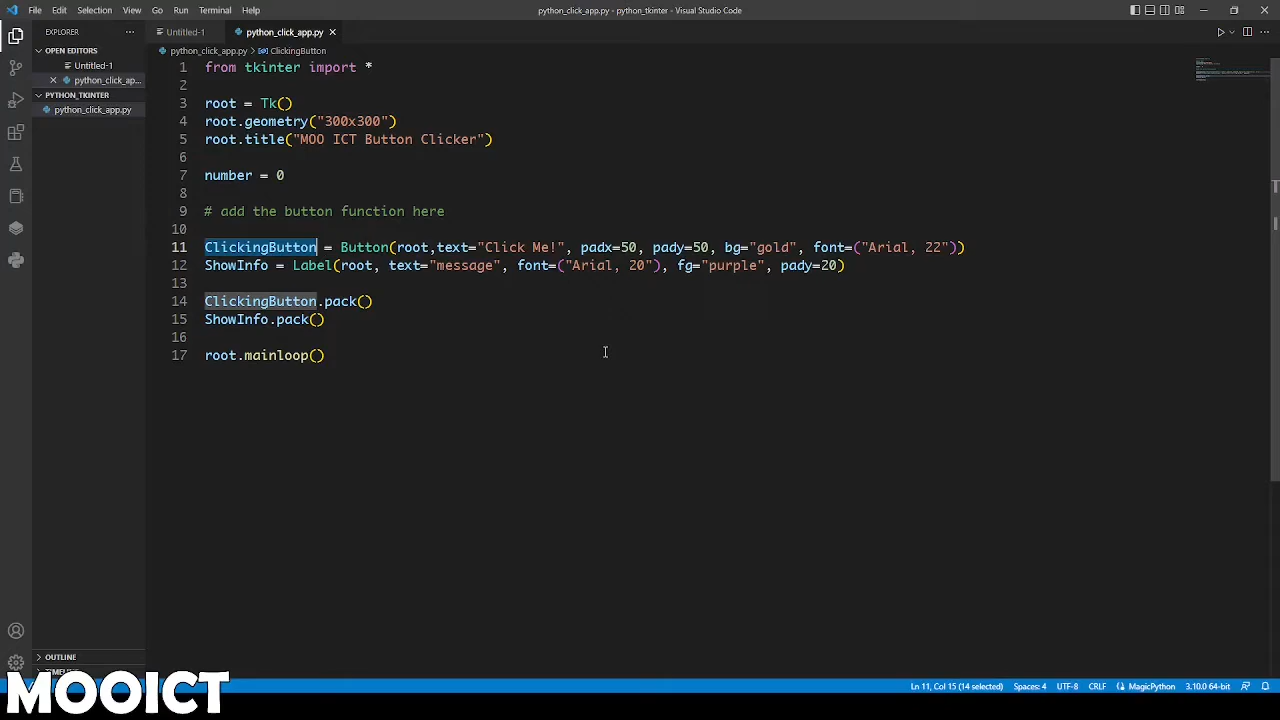 File Edit Selection View Go Run Terminal Help
python_click_app.py - python_tkinter - Visual Studio Code
EXPLORER
Untitled-1
python_click_app.py
OPEN EDITORS
python_click_app.py > ClickingButton
Untitled-1
python_click_ap...
PYTHON_TKINTER
python_click_app.py
1 from tkinter import *
2
3 root = Tk()
4 root.geometry("300x300")
5 root.title("MOO ICT Button Clicker")
6
7 number = 0
8
9 # add the button function here
10
11 ClickingButton = Button(root,text="Click Me!", padx=50, pady=50, bg="gold", font=("Arial, 22"))
12 ShowInfo = Label(root, text="message", font=("Arial, 20"), fg="purple", pady=20)
13
14 ClickingButton.pack()
15 ShowInfo.pack()
16
17 root.mainloop()
OUTLINE
MOOICT
Ln 11, Col 15 (14 selected) Spaces: 4 UTF-8 CRLF MagicPython 3.10.0 64-bit